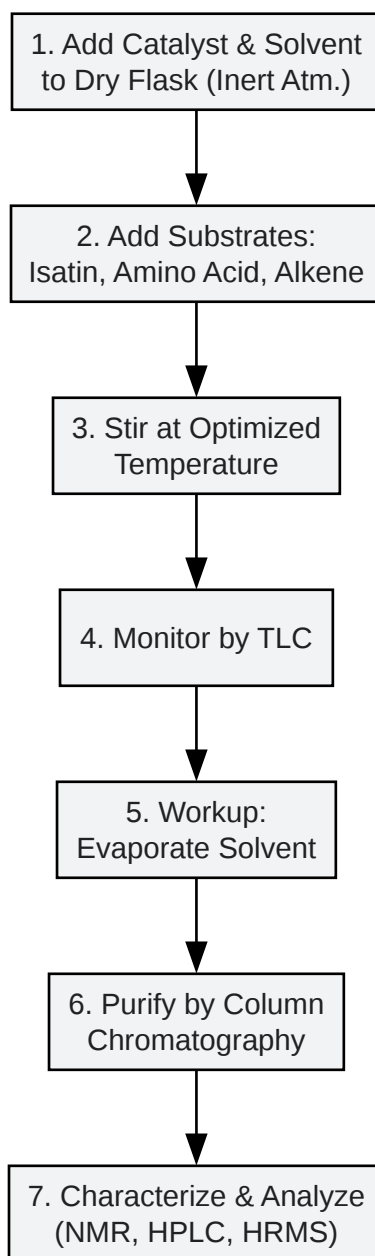 1. Add Catalyst & Solvent
to Dry Flask (Inert Atm.)
2. Add Substrates:
Isatin, Amino Acid, Alkene
3. Stir at Optimized
Temperature
4. Monitor by TLC
5. Workup:
Evaporate Solvent
6. Purify by Column
Chromatography
7. Characterize & Analyze
(NMR, HPLC, HRMS)